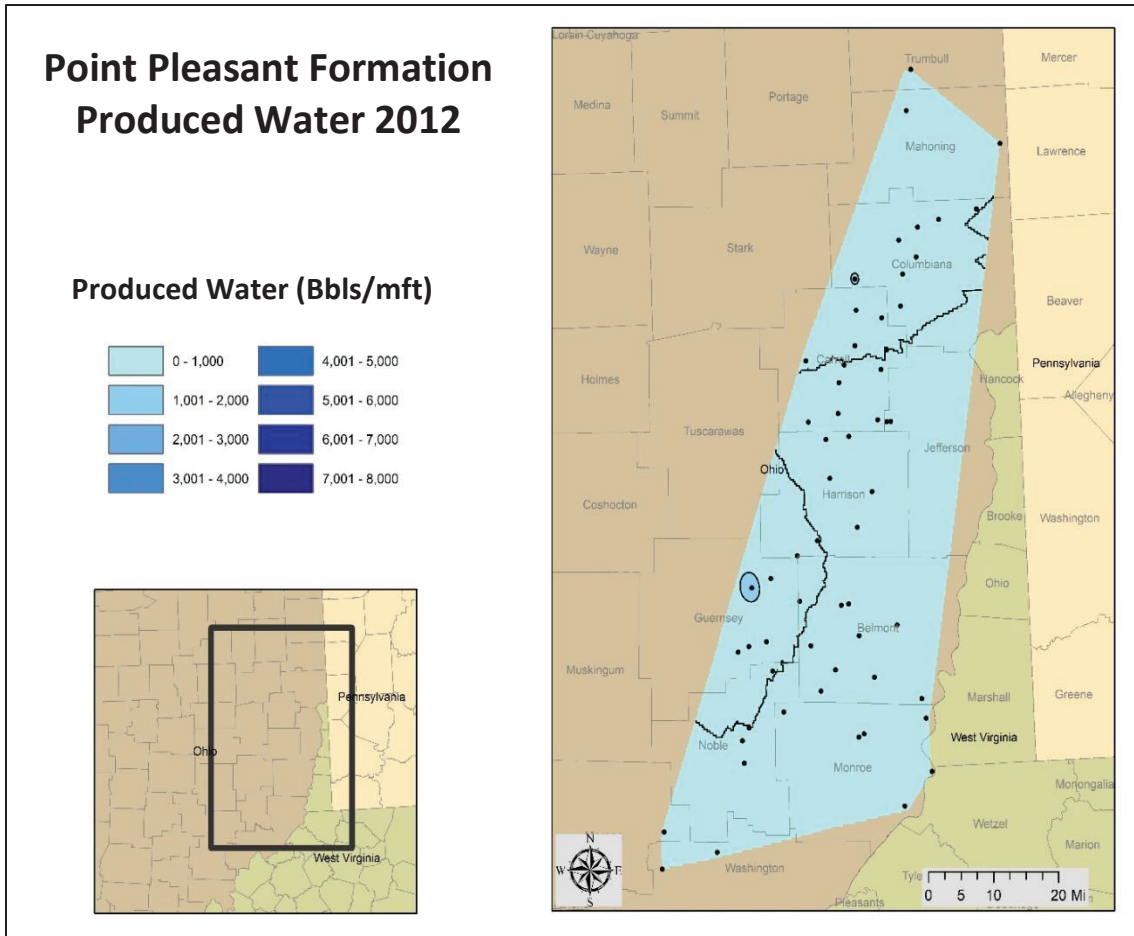 Point Pleasant Formation
Produced Water 2012
Produced Water (Bbls/mft)
0 - 1,000
1,001 - 2,000
2,001 - 3,000
3,001 - 4,000
4,001 - 5,000
5,001 - 6,000
6,001 - 7,000
7,001 - 8,000
Pennsylvania
Ohio
West Virginia
Lorain-Cuyahoga
Trumbull
Mercer
Medina
Summit
Portage
Mahoning
Lawrence
Wayne
Stark
Columbiana
Beaver
Carroll
Pennsylvania
Holmes
Hancock
Allegheny
Tuscarawas
Jefferson
Ohio
Coshocton
Harrison
Brooke
Washington
Ohio
Guernsey
Belmont
Muskingum
Marshall
Greene
West Virginia
Noble
Monroe
Monongalia
Wetzel
Marion
Washington
Pleasants
N
W E
S
0 5 10 20 Mi